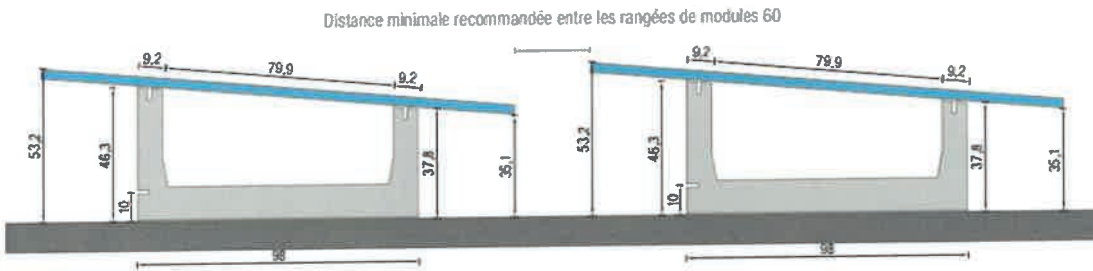 Distance minimale recommandée entre les rangées de modules 60
9,2 79,9 9,2
53,2 46,3 10 37,8 35,1
98
9,2 79,9 9,2
53,2 46,3 10 37,8 35,1
98